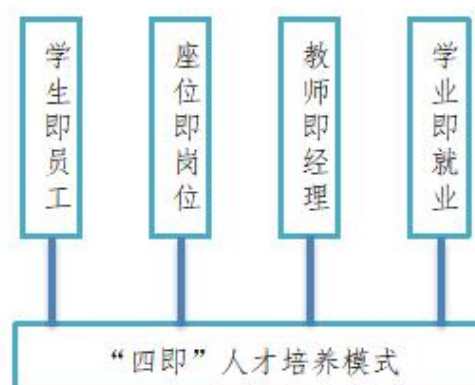 学生即员工
座位即岗位
教师即经理
学业即就业
“四即”人才培养模式